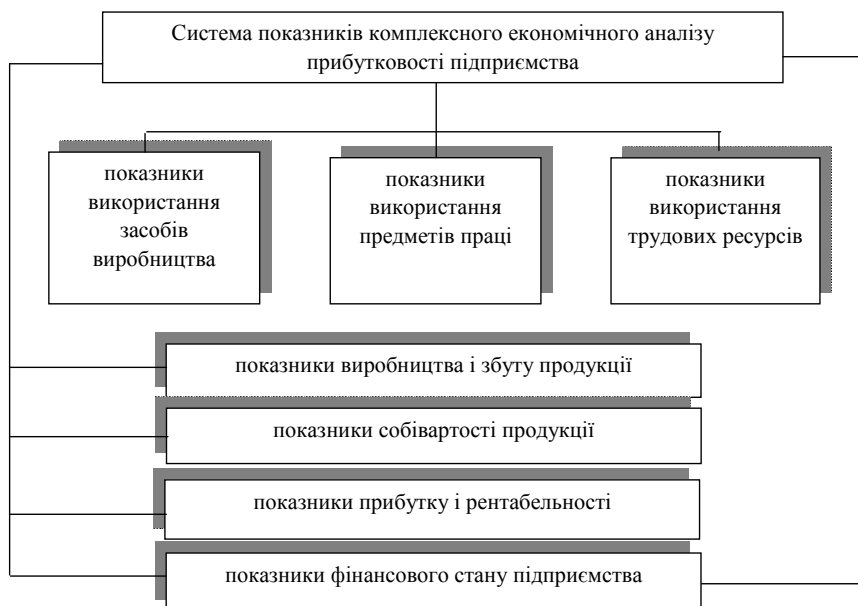 Система показників комплексного економічного аналізу
прибутковості підприємства
показники
використання
засобів
виробництва
показники
використання
предметів праці
показники
використання
трудових ресурсів
показники виробництва і збуту продукції
показники собівартості продукції
показники прибутку і рентабельності
показники фінансового стану підприємства